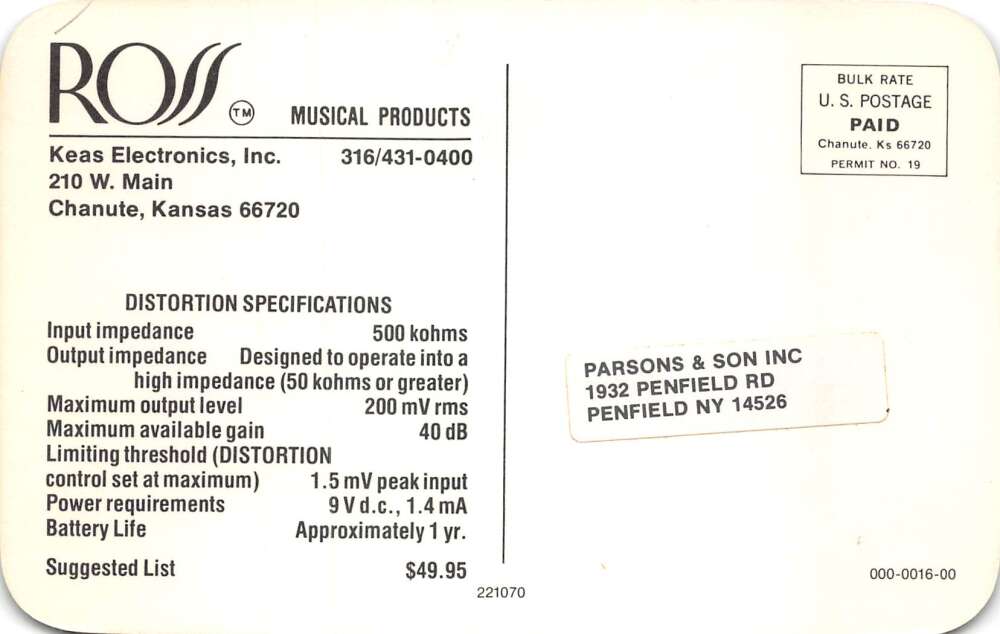 ROSS TM MUSICAL PRODUCTS
Keas Electronics, Inc. 316/431-0400
210 W. Main
Chanute, Kansas 66720
DISTORTION SPECIFICATIONS
Input impedance 500 kohms
Output impedance Designed to operate into a
high impedance (50 kohms or greater)
Maximum output level 200 mV rms
Maximum available gain 40 dB
Limiting threshold (DISTORTION
control set at maximum) 1.5 mV peak input
Power requirements 9 V d.c., 1.4 mA
Battery Life Approximately 1 yr.
Suggested List $49.95
221070
BULK RATE
U. S. POSTAGE
PAID
Chanute, Ks 66720
PERMIT NO. 19
PARSONS & SON INC
1932 PENFIELD RD
PENFIELD NY 14526
000-0016-00